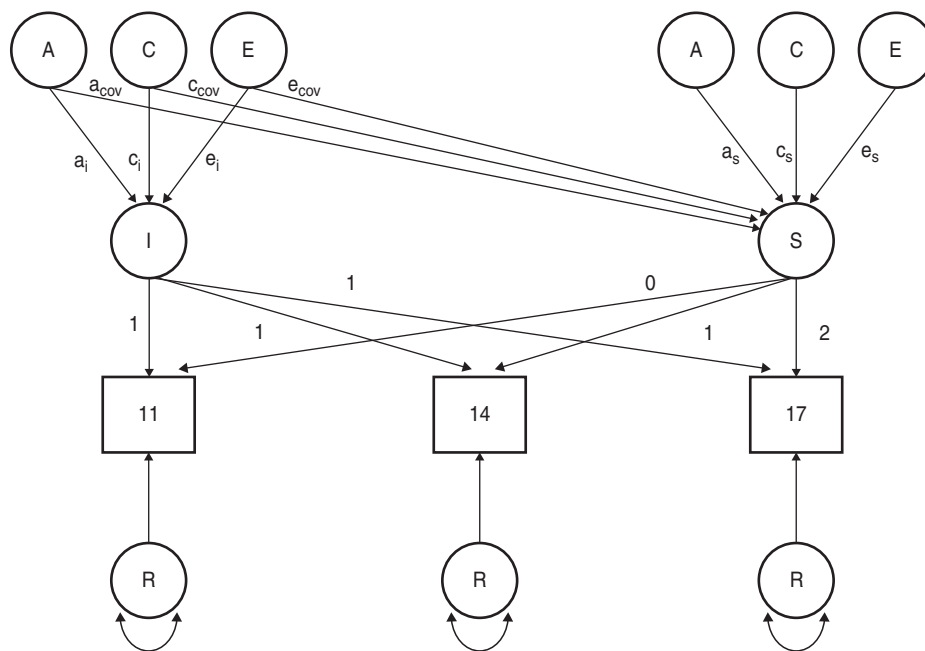 A C E A C E
a_cov c_cov e_cov
a_i c_i e_i a_s c_s e_s
I S
1 0
1 1 1 2
11 14 17
R R R